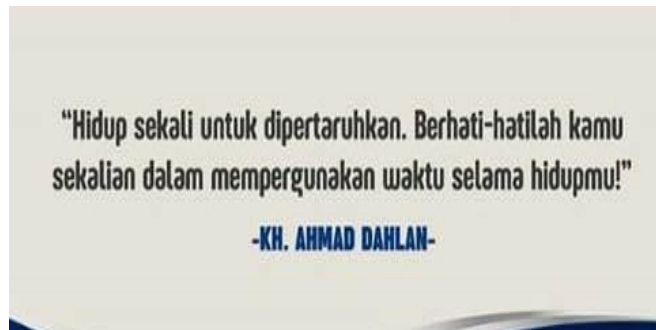 “Hidup sekali untuk dipertaruhkan. Berhati-hatilah kamu
sekalian dalam mempergunakan waktu selama hidupmu!”
-KH. AHMAD DAHLAN-